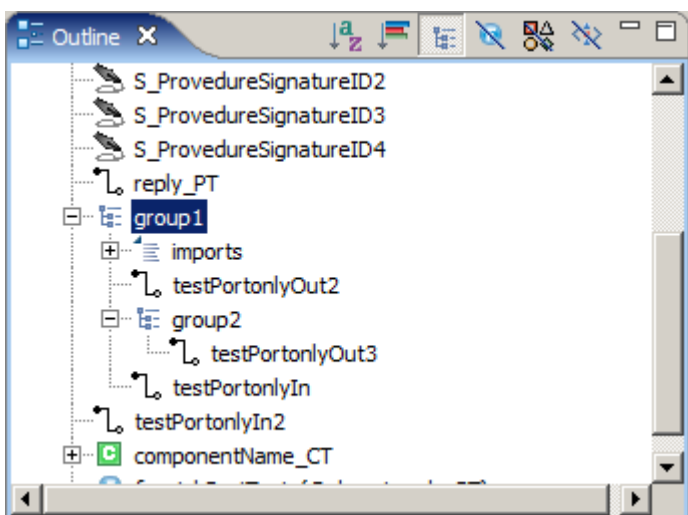 Outline
S_ProvedureSignatureID2
S_ProvedureSignatureID3
S_ProvedureSignatureID4
reply_PT
group1
imports
testPortonlyOut2
group2
testPortonlyOut3
testPortonlyIn
testPortonlyIn2
componentName_CT